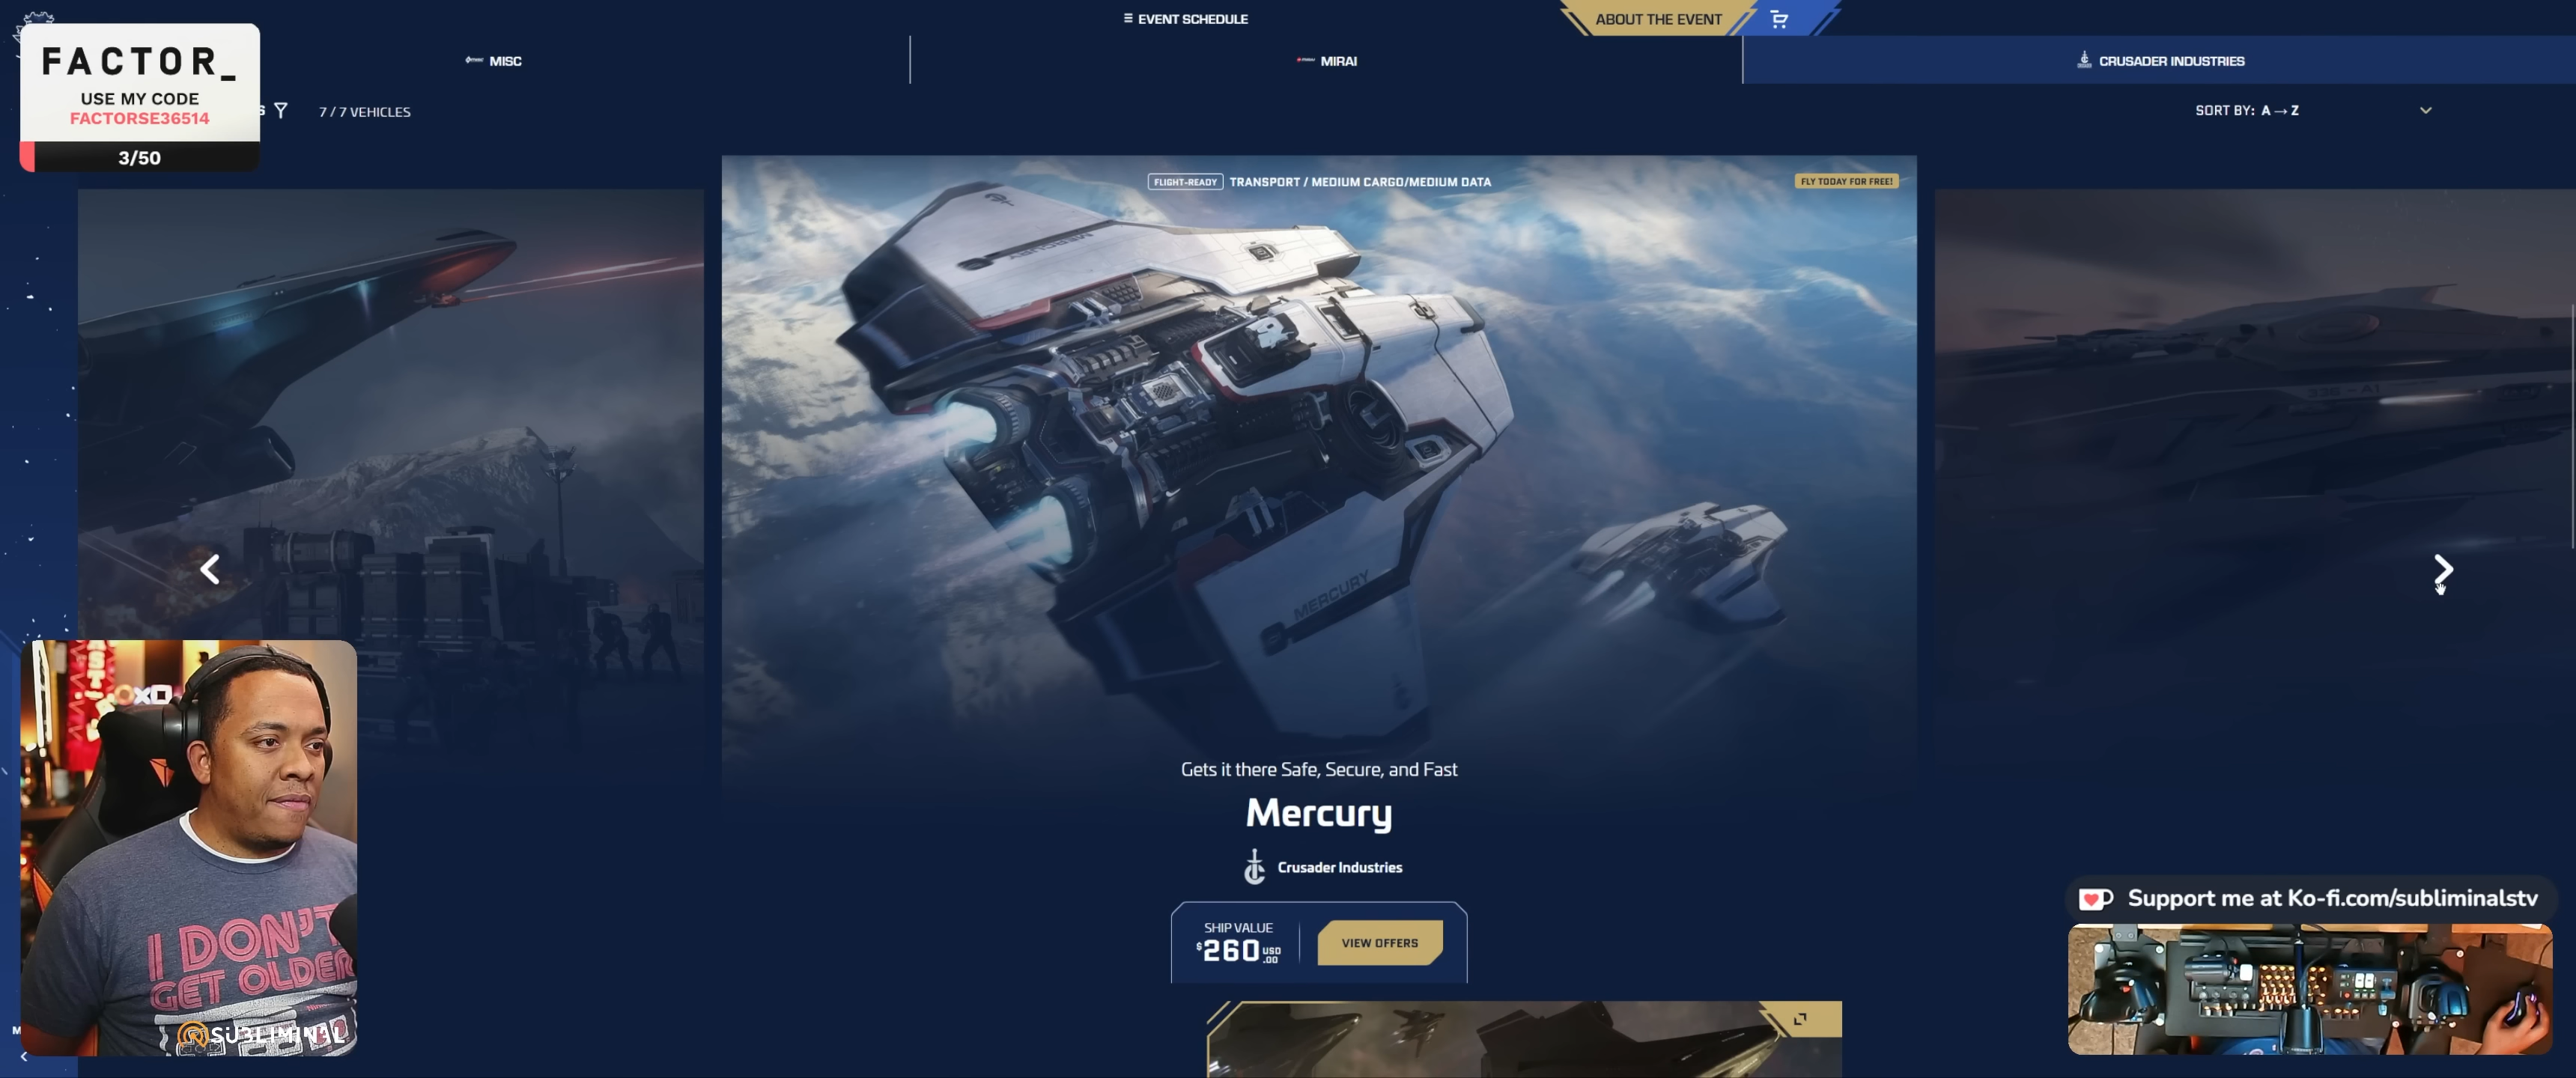 EVENT SCHEDULE
ABOUT THE EVENT
FACTOR_
USE MY CODE
FACTORSE36514
3/50
MISC
MIRAI
CRUSADER INDUSTRIES
7 / 7 VEHICLES
SORT BY: A → Z
FLIGHT-READY TRANSPORT / MEDIUM CARGO/MEDIUM DATA
FLY TODAY FOR FREE!
MERCURY
MERCURY
Gets it there Safe, Secure, and Fast
Mercury
Crusader Industries
SHIP VALUE
$260 USD .00
VIEW OFFERS
I DON'T
GET OLDER
SUBLIMINAL
Support me at Ko-fi.com/subliminalstv